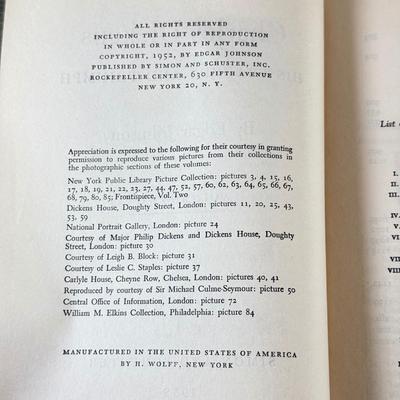 ALL RIGHTS RESERVED
INCLUDING THE RIGHT OF REPRODUCTION
IN WHOLE OR IN PART IN ANY FORM
COPYRIGHT, 1952, BY EDGAR JOHNSON
PUBLISHED BY SIMON AND SCHUSTER, INC.
ROCKEFELLER CENTER, 630 FIFTH AVENUE
NEW YORK 20, N. Y.
Appreciation is expressed to the following for their courtesy in granting
permission to reproduce various pictures from their collections in
the photographic sections of these volumes:
New York Public Library Picture Collection: pictures 3, 4, 15, 16,
17, 18, 19, 21, 22, 23, 27, 44, 47, 52, 57, 60, 62, 63, 64, 65, 66, 67,
68, 79, 80, 85; Frontispiece, Vol. Two
Dickens House, Doughty Street, London: pictures 11, 20, 25, 43,
53, 59
National Portrait Gallery, London: picture 24
Courtesy of Major Philip Dickens and Dickens House, Doughty
Street, London: picture 30
Courtesy of Leigh B. Block: picture 31
Courtesy of Leslie C. Staples: picture 37
Carlyle House, Cheyne Row, Chelsea, London: pictures 40, 41
Reproduced by courtesy of Sir Michael Culme-Seymour: picture 50
Central Office of Information, London: picture 72
William M. Elkins Collection, Philadelphia: picture 84
MANUFACTURED IN THE UNITED STATES OF AMERICA
BY H. WOLFF, NEW YORK
List
I.
II.
III.
IV.
V.
VI.
VII
VIII